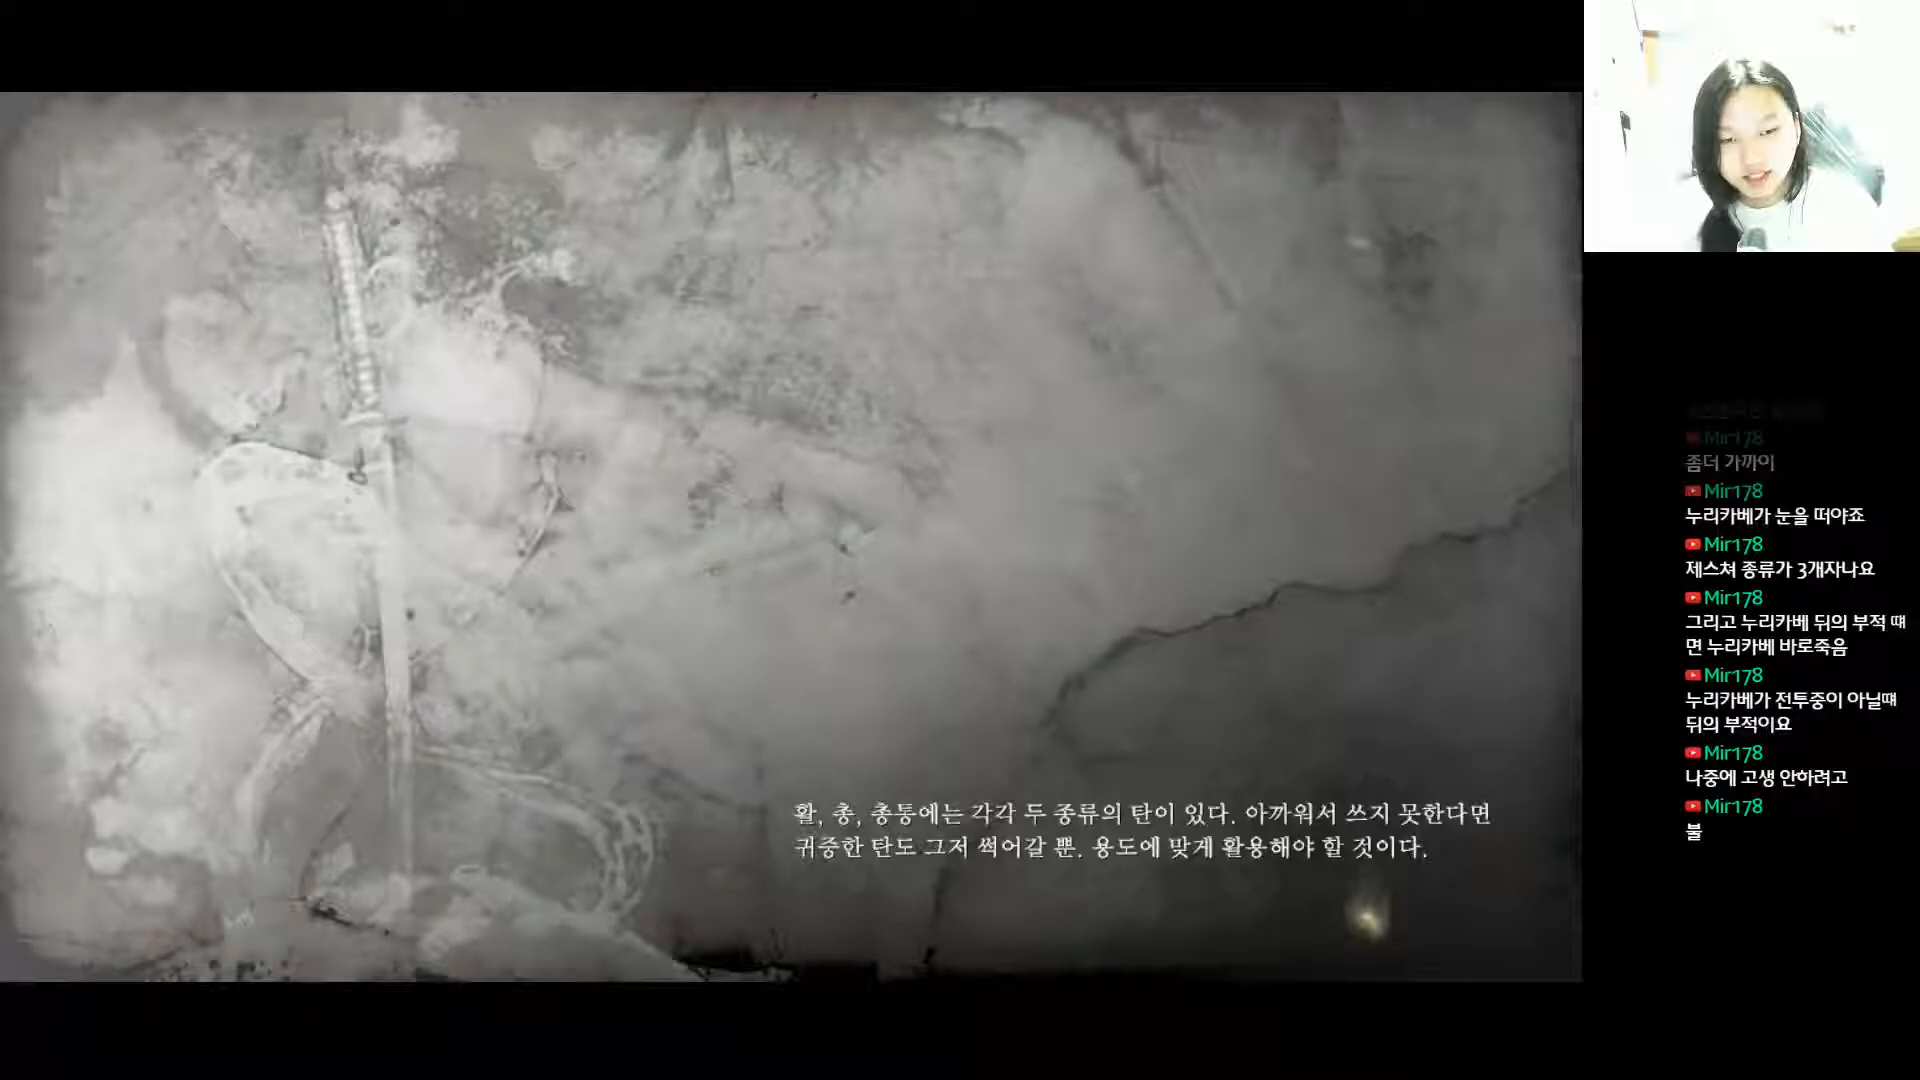 활, 총, 총통에는 각각 두 종류의 탄이 있다. 아까워서 쓰지 못한다면
귀중한 탄도 그저 썩어갈 뿐. 용도에 맞게 활용해야 할 것이다.
Mir178
좀더 가까이
Mir178
누리카베가 눈을 떠야죠
Mir178
제스쳐 종류가 3개자나요
Mir178
그리고 누리카베 뒤의 부적 떄
면 누리카베 바로죽음
Mir178
누리카베가 전투중이 아닐떄
뒤의 부적이요
Mir178
나중에 고생 안하려고
Mir178
불